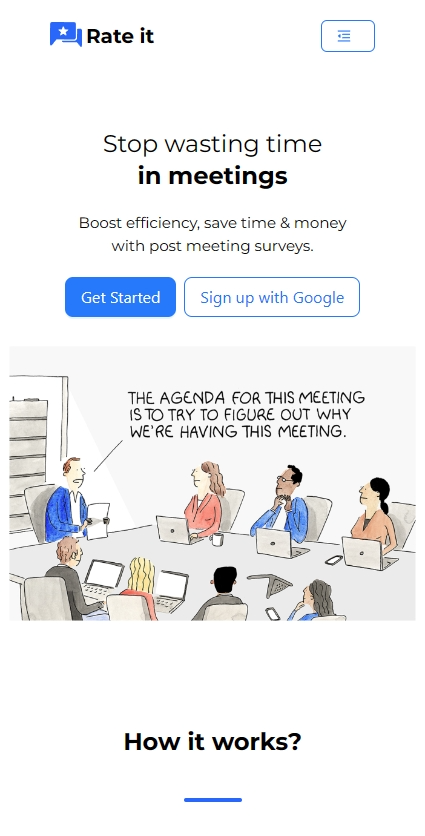 Rate it
Stop wasting time
in meetings
Boost efficiency, save time & money
with post meeting surveys.
Get Started
Sign up with Google
THE AGENDA FOR THIS MEETING
IS TO TRY TO FIGURE OUT WHY
WE'RE HAVING THIS MEETING.
How it works?